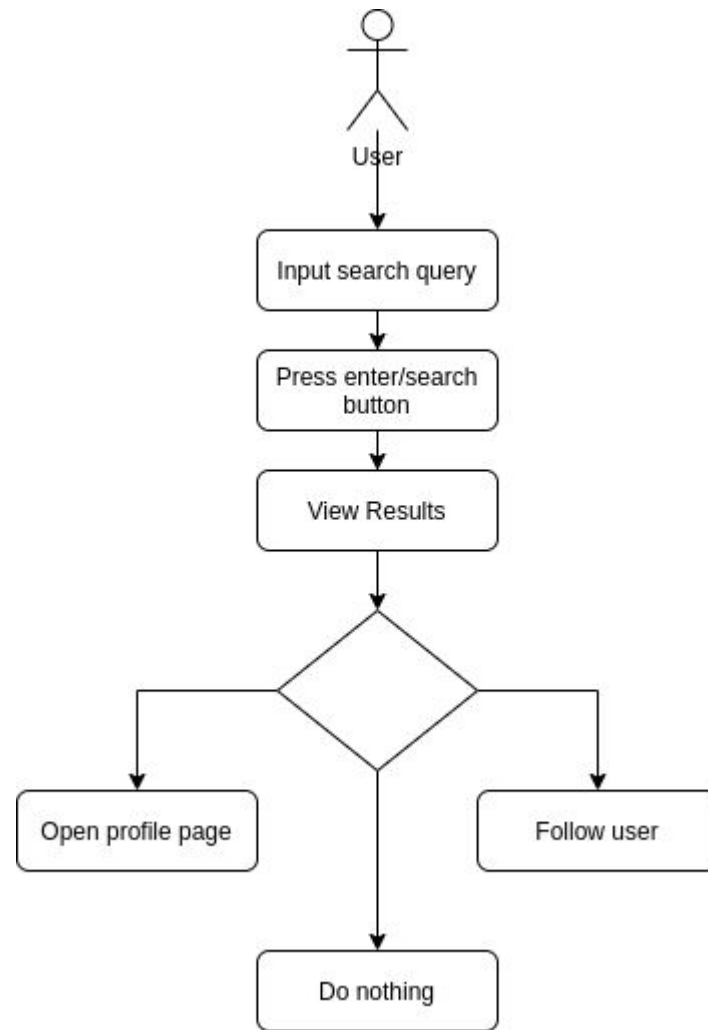 User
Input search query
Press enter/search
button
View Results
Open profile page
Follow user
Do nothing